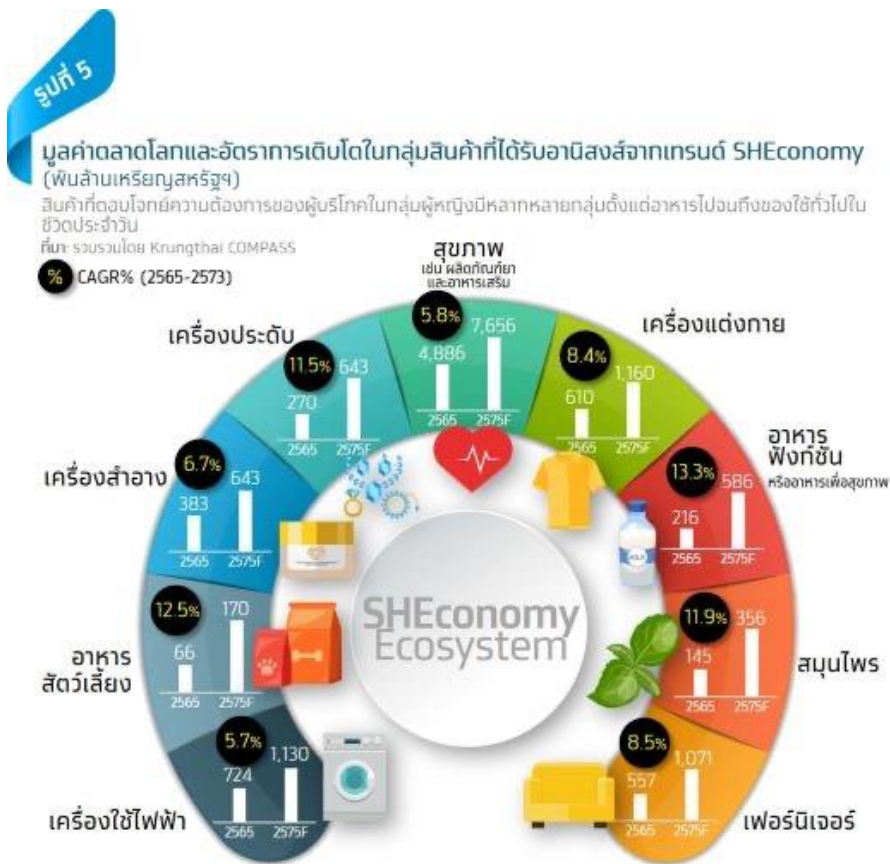 รูปที่ 5
มูลค่าตลาดโลกและอัตราการเติบโตในกลุ่มสินค้าที่ได้รับอานิสงส์จากเทรนด์ SHEconomy
(พันล้านเหรียญสหรัฐฯ)
สินค้าที่ตอบโจทย์ความต้องการของผู้บริโภคในกลุ่มผู้หญิงมีหลากหลายกลุ่มตั้งแต่อาหารไปจนถึงของใช้ทั่วไปใน
ชีวิตประจำวัน
ที่มา: รวบรวมโดย Krungthai COMPASS
% CAGR% (2565-2573)
สุขภาพ
เช่น ผลิตภัณฑ์ยา
และอาหารเสริม
5.8%
4,886
7,656
2565
2575F
เครื่องประดับ
11.5%
270
643
2565
2575F
เครื่องแต่งกาย
8.4%
610
1,160
2565
2575F
เครื่องสำอาง
6.7%
383
643
2565
2575F
อาหาร
ฟังก์ชัน
หรืออาหารเพื่อสุขภาพ
13.3%
216
586
2565
2575F
MILK
อาหาร
สัตว์เลี้ยง
12.5%
66
170
2565
2575F
SHEconomy
Ecosystem
สมุนไพร
11.9%
145
356
2565
2575F
เครื่องใช้ไฟฟ้า
5.7%
724
1,130
2565
2575F
เฟอร์นิเจอร์
8.5%
557
1,071
2565
2575F